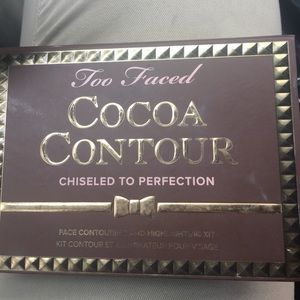 Too Faced
COCOA
CONTOUR
CHISELED TO PERFECTION
FACE CONTOURING AND HIGHLIGHTING KIT
KIT CONTOUR ET ILLUMINATEUR POUR VISAGE